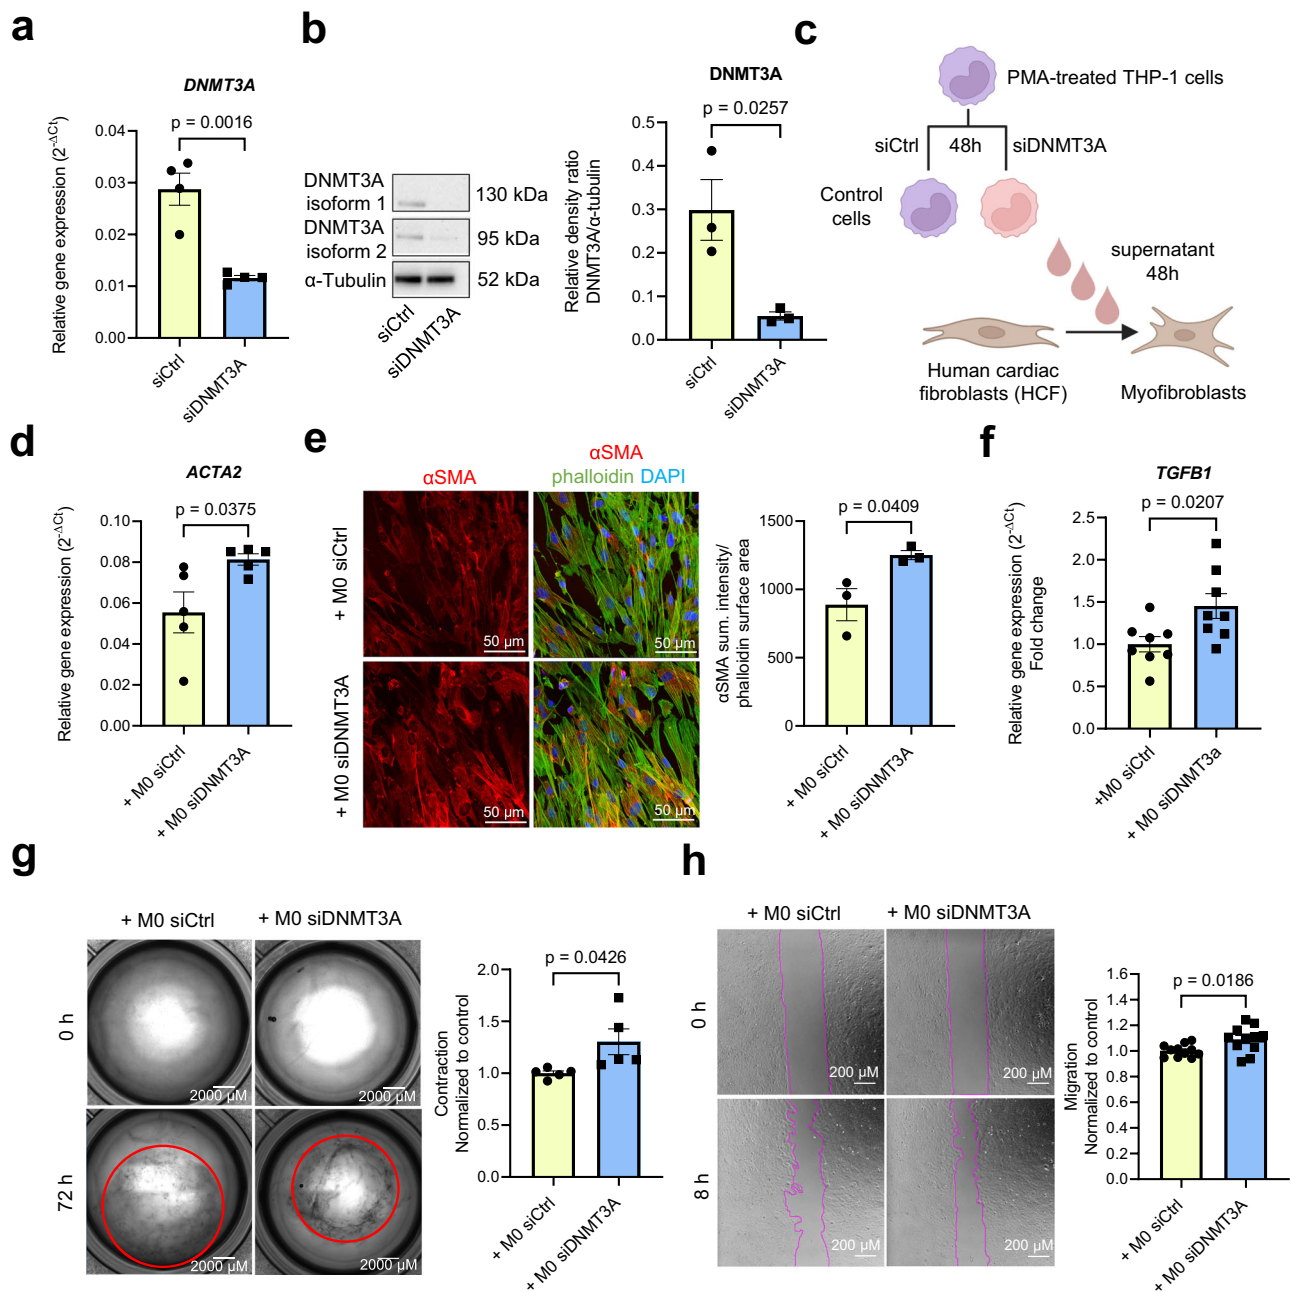 a
DNMT3A
Relative gene expression (2-ΔCt)
0.04
0.03
0.02
0.01
0.00
p = 0.0016
siCtrl
siDNMT3A
b
DNMT3A
isoform 1
130 kDa
DNMT3A
isoform 2
95 kDa
α-Tubulin
52 kDa
siCtrl
siDNMT3A
DNMT3A
Relative density ratio
DNMT3A/α-tubulin
0.5
0.4
0.3
0.2
0.1
0.0
p = 0.0257
siCtrl
siDNMT3A
c
PMA-treated THP-1 cells
siCtrl
48h
siDNMT3A
Control
cells
supernatant
48h
Human cardiac
fibroblasts (HCF)
Myofibroblasts
d
ACTA2
Relative gene expression (2-ΔCt)
0.10
0.08
0.06
0.04
0.02
0.00
p = 0.0375
+ M0 siCtrl
+ M0 siDNMT3A
e
αSMA
αSMA
phalloidin DAPI
+ M0 siCtrl
50 µm
50 µm
+ M0 siDNMT3A
50 µm
50 µm
αSMA sum. intensity/
phalloidin surface area
1500
1000
500
0
p = 0.0409
+ M0 siCtrl
+ M0 siDNMT3A
f
TGFB1
Relative gene expression (2-ΔCt)
Fold change
2.5
2.0
1.5
1.0
0.5
0.0
p = 0.0207
+M0 siCtrl
+ M0 siDNMT3a
g
+ M0 siCtrl
+ M0 siDNMT3A
0 h
2000 µM
2000 µM
72 h
2000 µM
2000 µM
Contraction
Normalized to control
2.0
1.5
1.0
0.5
0.0
p = 0.0426
+ M0 siCtrl
+ M0 siDNMT3A
h
+ M0 siCtrl
+ M0 siDNMT3A
0 h
200 µM
200 µM
8 h
200 µM
200 µM
Migration
Normalized to control
1.6
1.4
1.2
1.0
0.8
0.6
0.4
0.2
0.0
p = 0.0186
+ M0 siCtrl
+ M0 siDNMT3A